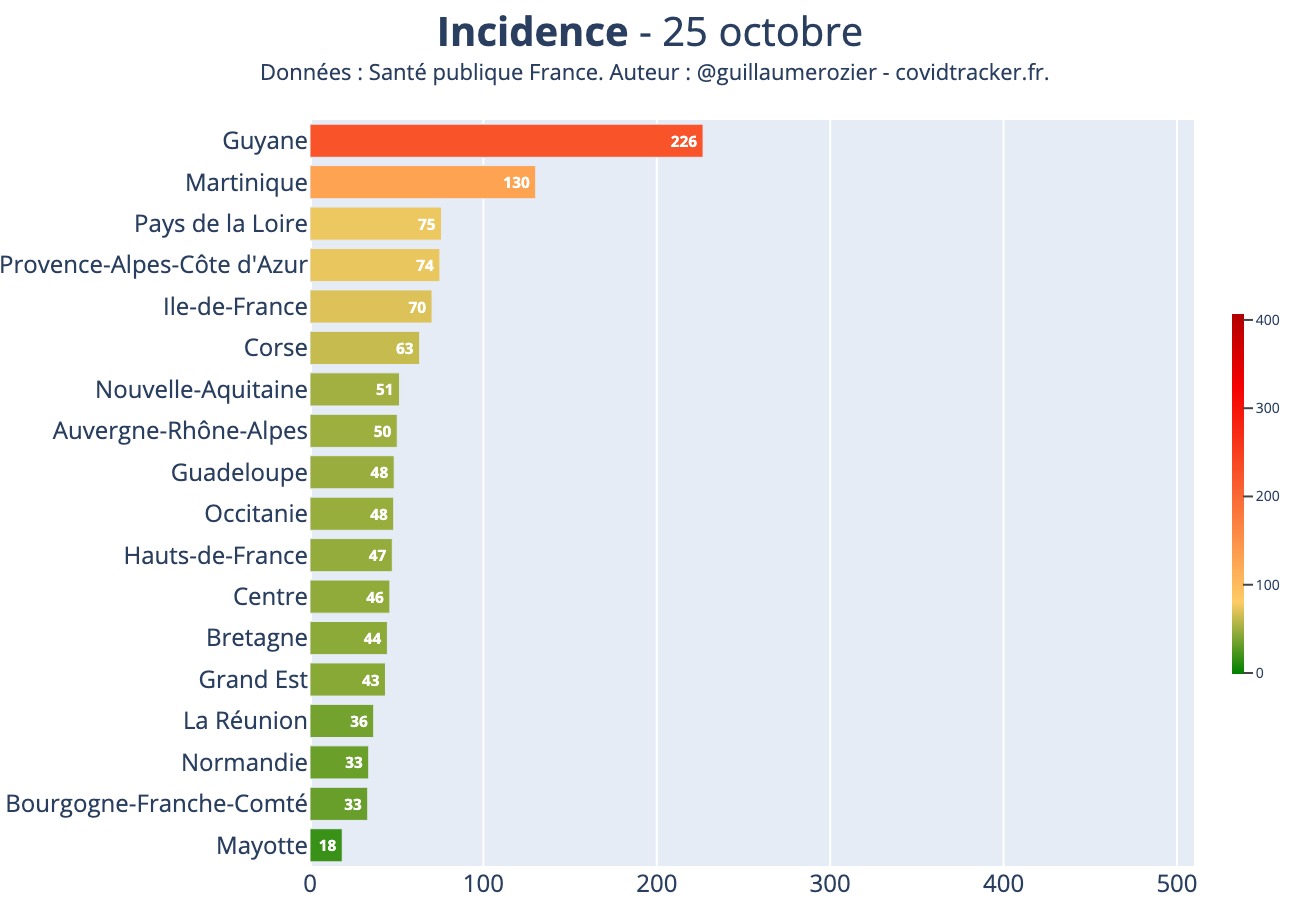 Incidence - 25 octobre
Données : Santé publique France. Auteur : @guillaumerozier - covidtracker.fr.
Guyane 226
Martinique 130
Pays de la Loire 75
Provence-Alpes-Côte d'Azur 74
Ile-de-France 70
Corse 63
Nouvelle-Aquitaine 51
Auvergne-Rhône-Alpes 50
Guadeloupe 48
Occitanie 48
Hauts-de-France 47
Centre 46
Bretagne 44
Grand Est 43
La Réunion 36
Normandie 33
Bourgogne-Franche-Comté 33
Mayotte 18
0 100 200 300 400 500
400
300
200
100
0